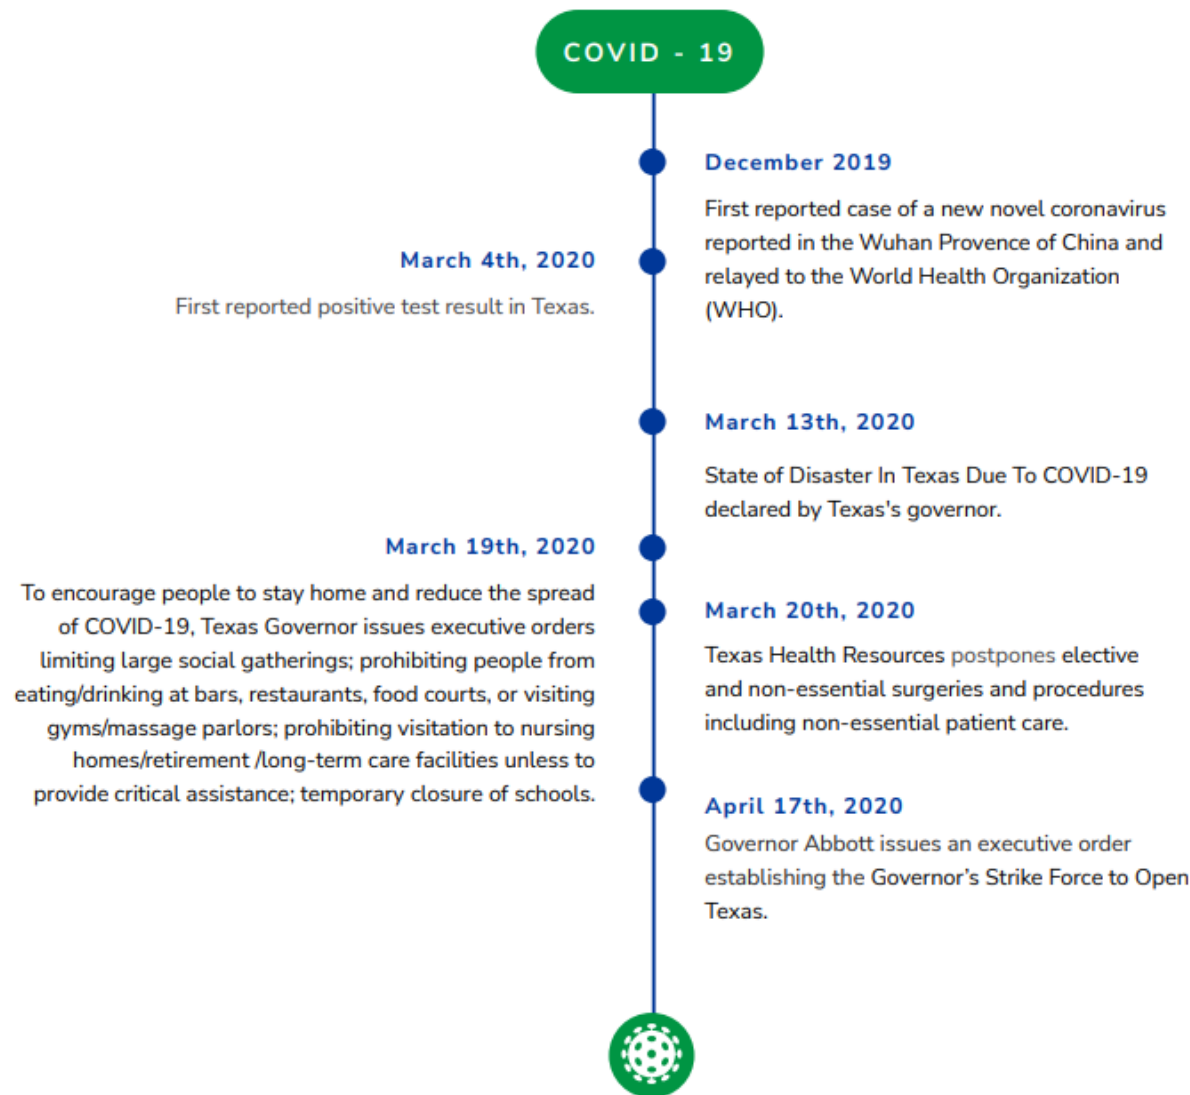 COVID - 19
December 2019
First reported case of a new novel coronavirus
reported in the Wuhan Provence of China and
relayed to the World Health Organization
(WHO).
March 4th, 2020
First reported positive test result in Texas.
March 13th, 2020
State of Disaster In Texas Due To COVID-19
declared by Texas's governor.
March 19th, 2020
To encourage people to stay home and reduce the spread
of COVID-19, Texas Governor issues executive orders
limiting large social gatherings; prohibiting people from
eating/drinking at bars, restaurants, food courts, or visiting
gyms/massage parlors; prohibiting visitation to nursing
homes/retirement /long-term care facilities unless to
provide critical assistance; temporary closure of schools.
March 20th, 2020
Texas Health Resources postpones elective
and non-essential surgeries and procedures
including non-essential patient care.
April 17th, 2020
Governor Abbott issues an executive order
establishing the Governor’s Strike Force to Open
Texas.